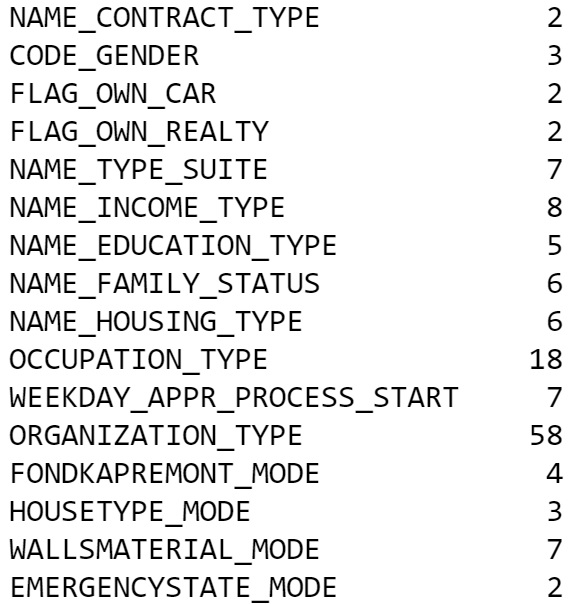 NAME_CONTRACT_TYPE 2
CODE_GENDER 3
FLAG_OWN_CAR 2
FLAG_OWN_REALTY 2
NAME_TYPE_SUITE 7
NAME_INCOME_TYPE 8
NAME_EDUCATION_TYPE 5
NAME_FAMILY_STATUS 6
NAME_HOUSING_TYPE 6
OCCUPATION_TYPE 18
WEEKDAY_APPR_PROCESS_START 7
ORGANIZATION_TYPE 58
FONDKAPREMONT_MODE 4
HOUSETYPE_MODE 3
WALLSMATERIAL_MODE 7
EMERGENCYSTATE_MODE 2